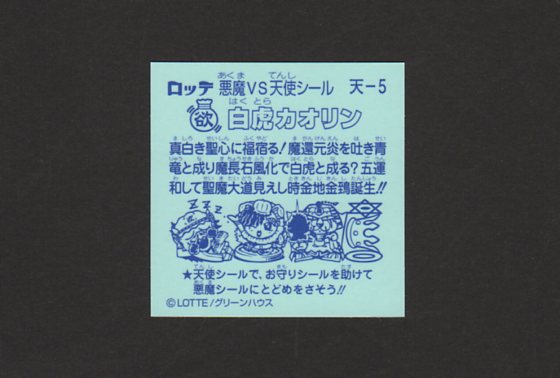 ロッテ 悪魔VS天使シール 天-5
欲 白虎カオリン
真白き聖心に福宿る!魔還元炎を吐き青
竜と成り魔長石風化で白虎と成る?五運
和して聖魔大道見えし時金地金鵄誕生!!
ZZZ
★天使シールで、お守りシールを助けて
悪魔シールにとどめをさそう!!
©LOTTE/グリーンハウス